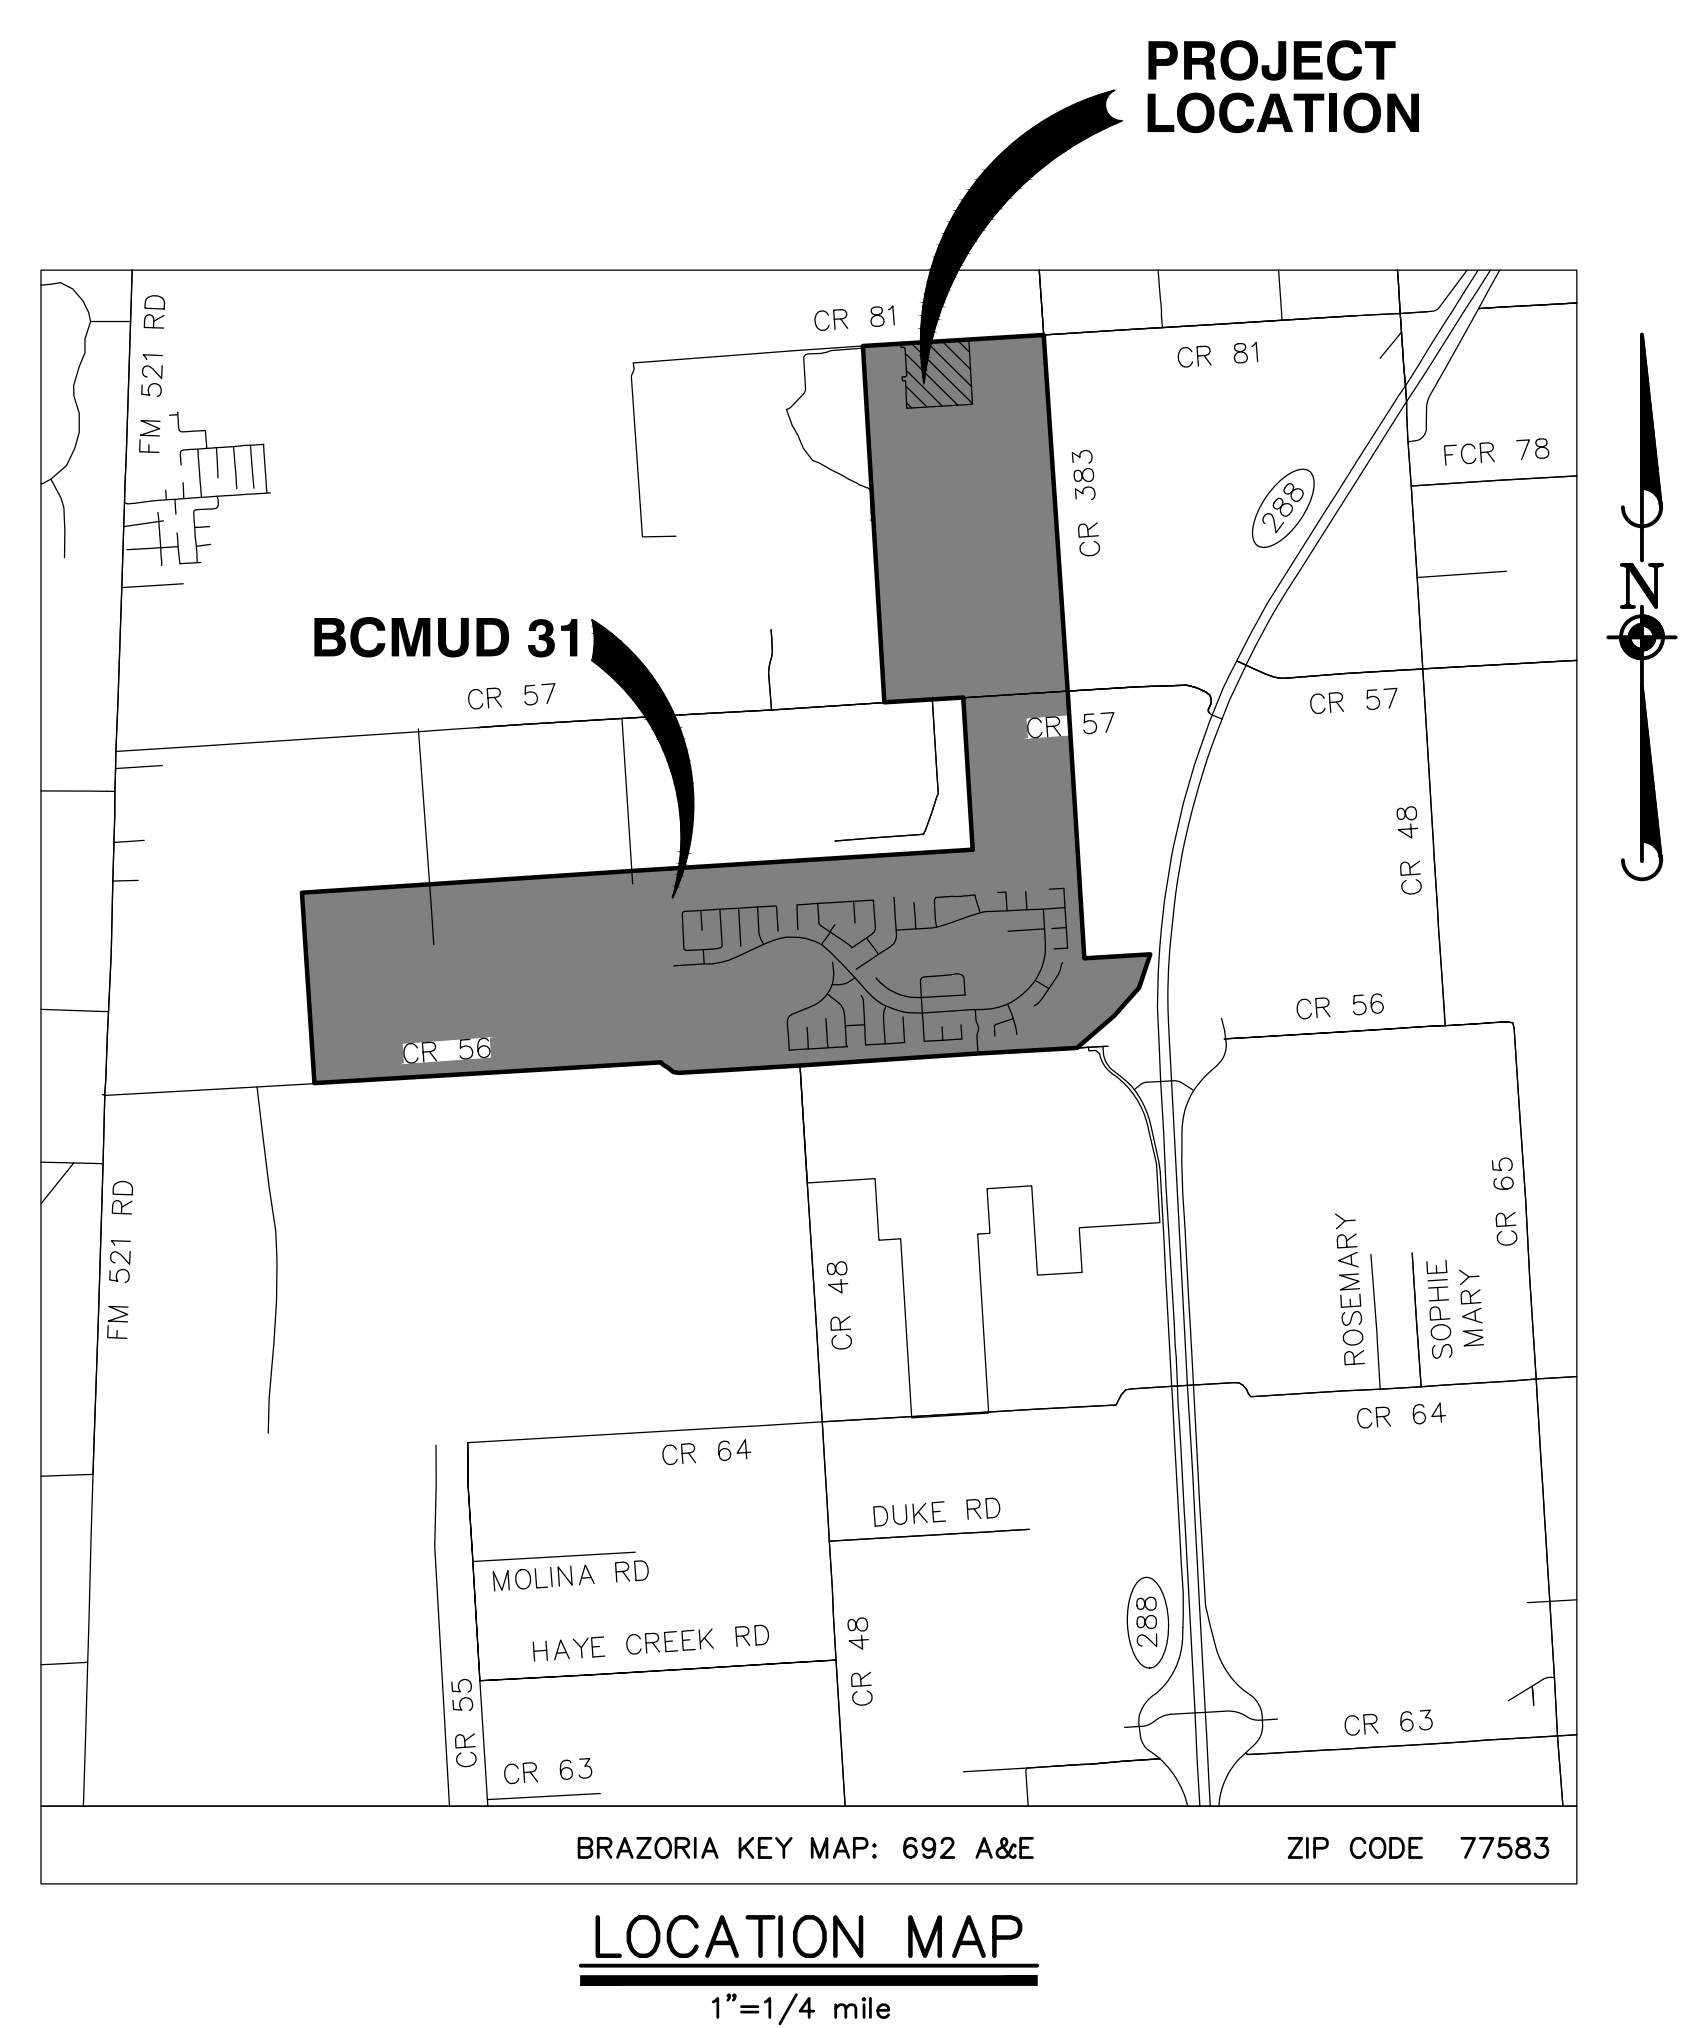 PROJECT
LOCATION
CR 81
FM 521 RD
CR 81
FCR 78
CR 383
288
N
BCMUD 31
CR 57
CR 57
CR 57
CR 48
CR 56
CR 56
CR 65
FM 521 RD
ROSEMARY
SOPHIE
MARY
CR 48
CR 64
CR 64
DUKE RD
MOLINA RD
288
HAYE CREEK RD
CR 48
CR 55
CR 63
CR 63
BRAZORIA KEY MAP: 692 A&E
ZIP CODE 77583
LOCATION MAP
1"=1/4 mile